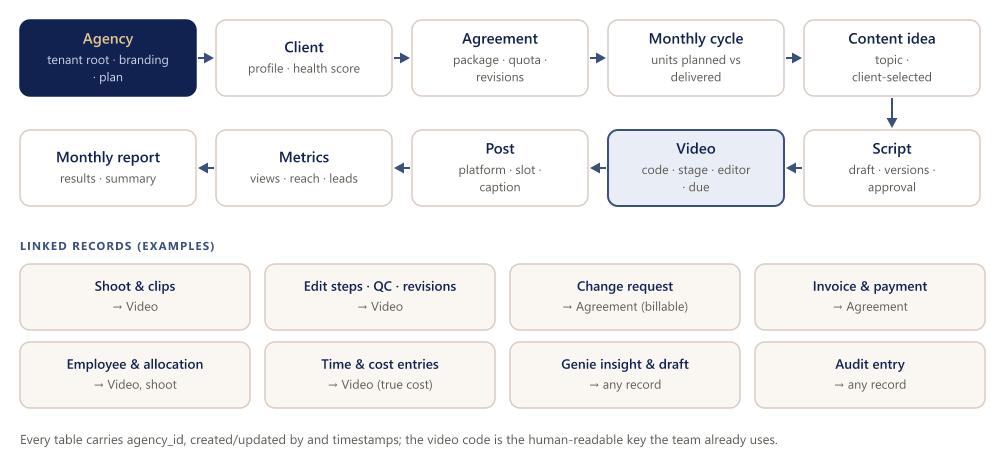 Agency
tenant root · branding
· plan
Client
profile · health score
Agreement
package · quota ·
revisions
Monthly cycle
units planned vs
delivered
Content idea
topic ·
client-selected
Monthly report
results · summary
Metrics
views · reach · leads
Post
platform · slot ·
caption
Video
code · stage · editor
· due
Script
draft · versions ·
approval
LINKED RECORDS (EXAMPLES)
Shoot & clips
→ Video
Edit steps · QC · revisions
→ Video
Change request
→ Agreement (billable)
Invoice & payment
→ Agreement
Employee & allocation
→ Video, shoot
Time & cost entries
→ Video (true cost)
Genie insight & draft
→ any record
Audit entry
→ any record
Every table carries agency_id, created/updated by and timestamps; the video code is the human-readable key the team already uses.